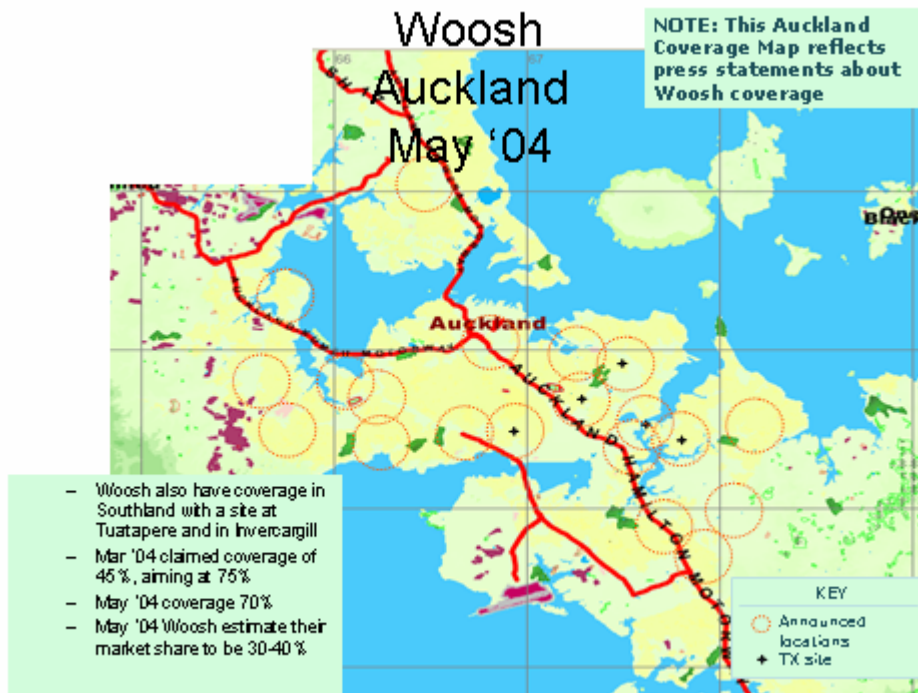 Woosh
Auckland
May ‘04
NOTE: This Auckland
Coverage Map reflects
press statements about
Woosh coverage
66
67
Auckland
AUCKLAND HAMILTON MOTORW
– Woosh also have coverage in
Southland with a site at
Tuatapere and in Invercargill
– Mar ‘04 claimed coverage of
45%, aiming at 75%
– May ‘04 coverage 70%
– May ‘04 Woosh estimate their
market share to be 30-40%
KEY
Announced
locations
TX site